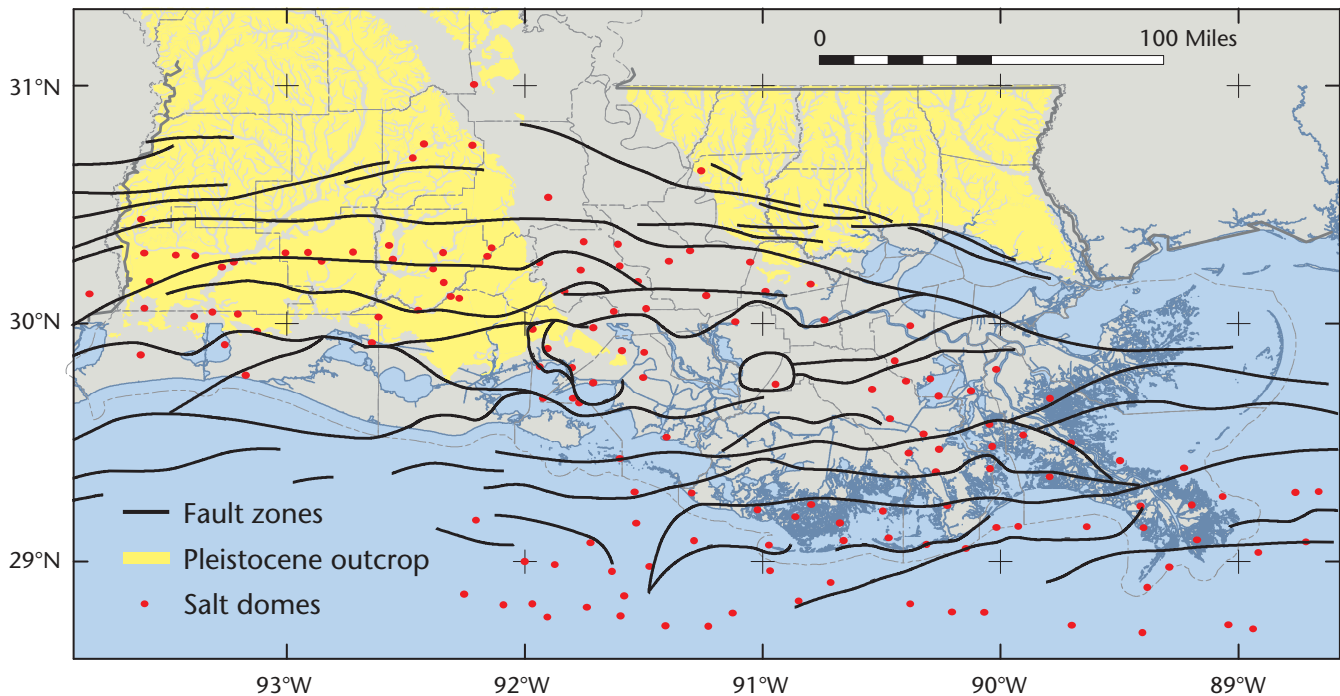 0 100 Miles
31°N
30°N
Fault zones
Pleistocene outcrop
29°N
Salt domes
93°W 92°W 91°W 90°W 89°W